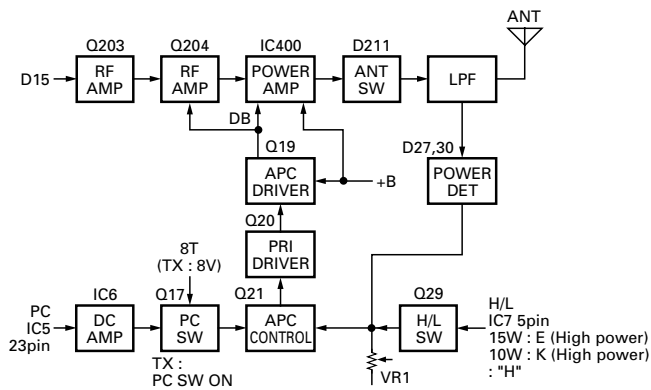 ANT
Q203
Q204
IC400
D211
D15
RF
AMP
RF
AMP
POWER
AMP
ANT
SW
LPF
DB
Q19
D27,30
APC
DRIVER
+B
POWER
DET
Q20
PRI
DRIVER
8T
(TX : 8V)
PC
IC5
23pin
IC6
DC
AMP
Q17
PC
SW
TX :
PC SW ON
Q21
APC
CONTROL
Q29
H/L
SW
H/L
IC7 5pin
15W : E (High power)
10W : K (High power)
: "H"
VR1